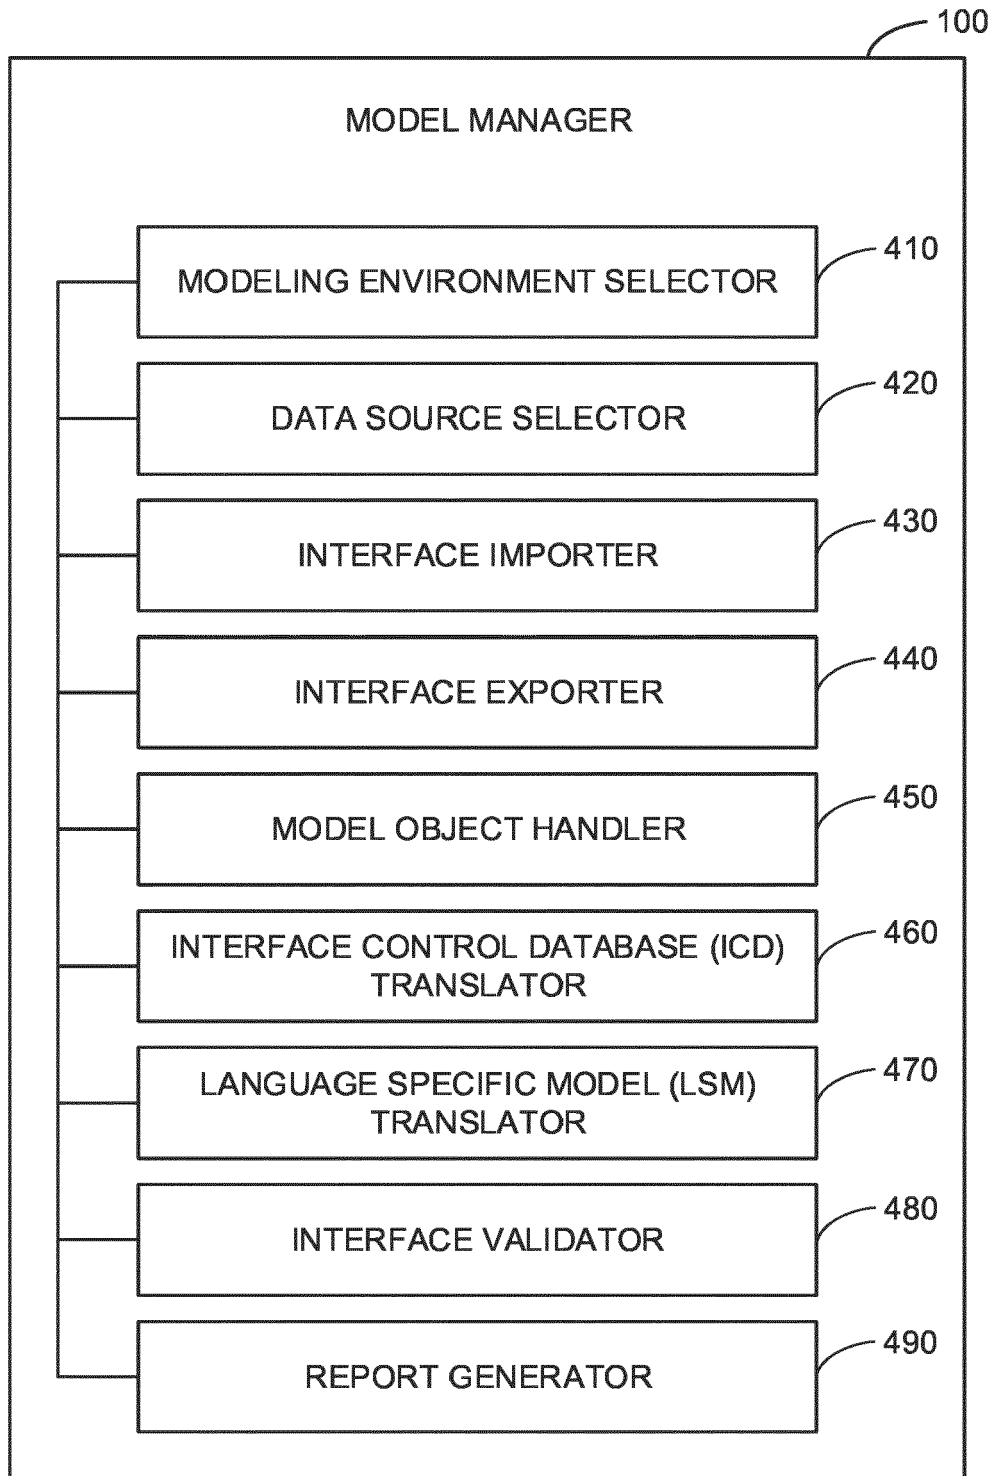 100
MODEL MANAGER
410
MODELING ENVIRONMENT SELECTOR
420
DATA SOURCE SELECTOR
430
INTERFACE IMPORTER
440
INTERFACE EXPORTER
450
MODEL OBJECT HANDLER
460
INTERFACE CONTROL DATABASE (ICD)
TRANSLATOR
470
LANGUAGE SPECIFIC MODEL (LSM)
TRANSLATOR
480
INTERFACE VALIDATOR
490
REPORT GENERATOR